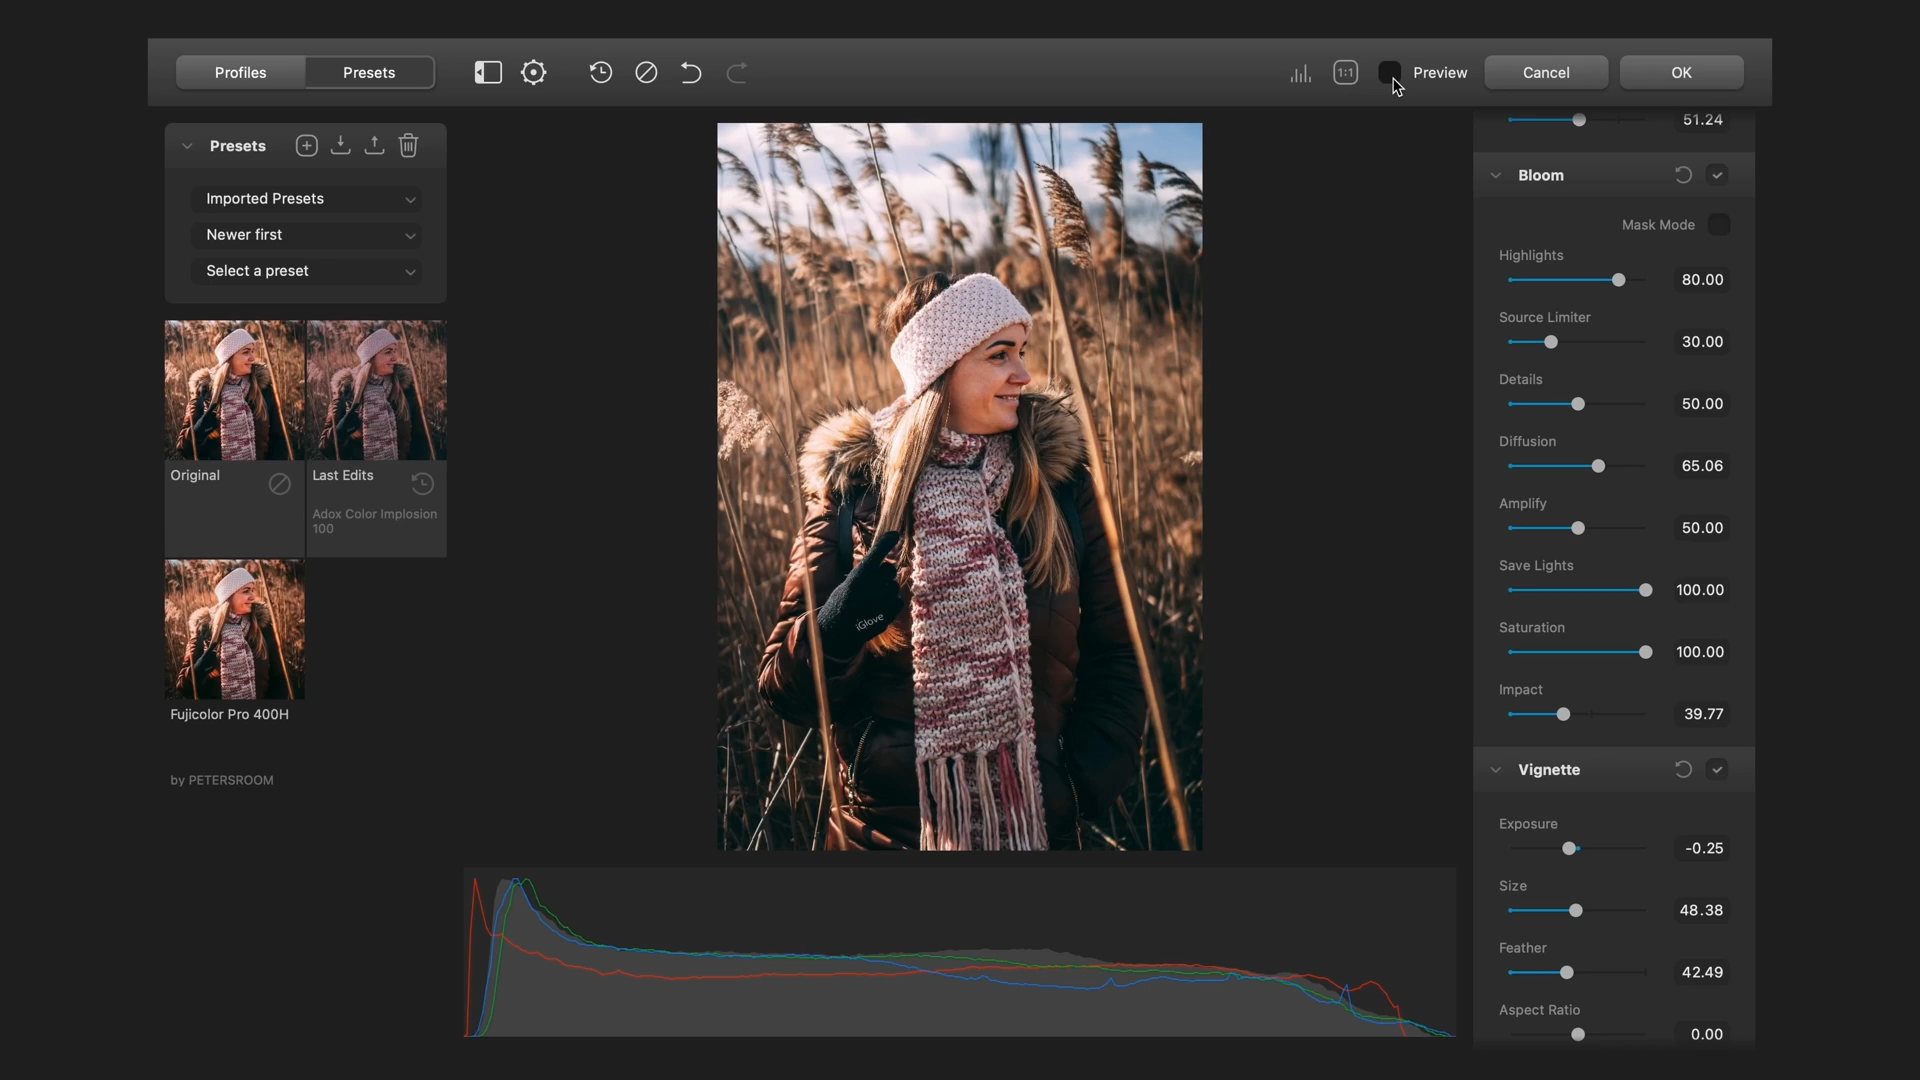 Profiles
Presets
1:1
Preview
Cancel
OK
Presets
Imported Presets
Newer first
Select a preset
Original
Last Edits
Adox Color Implosion
100
Fujicolor Pro 400H
by PETERSROOM
iGlove
51.24
Bloom
Mask Mode
Highlights
80.00
Source Limiter
30.00
Details
50.00
Diffusion
65.06
Amplify
50.00
Save Lights
100.00
Saturation
100.00
Impact
39.77
Vignette
Exposure
-0.25
Size
48.38
Feather
42.49
Aspect Ratio
0.00